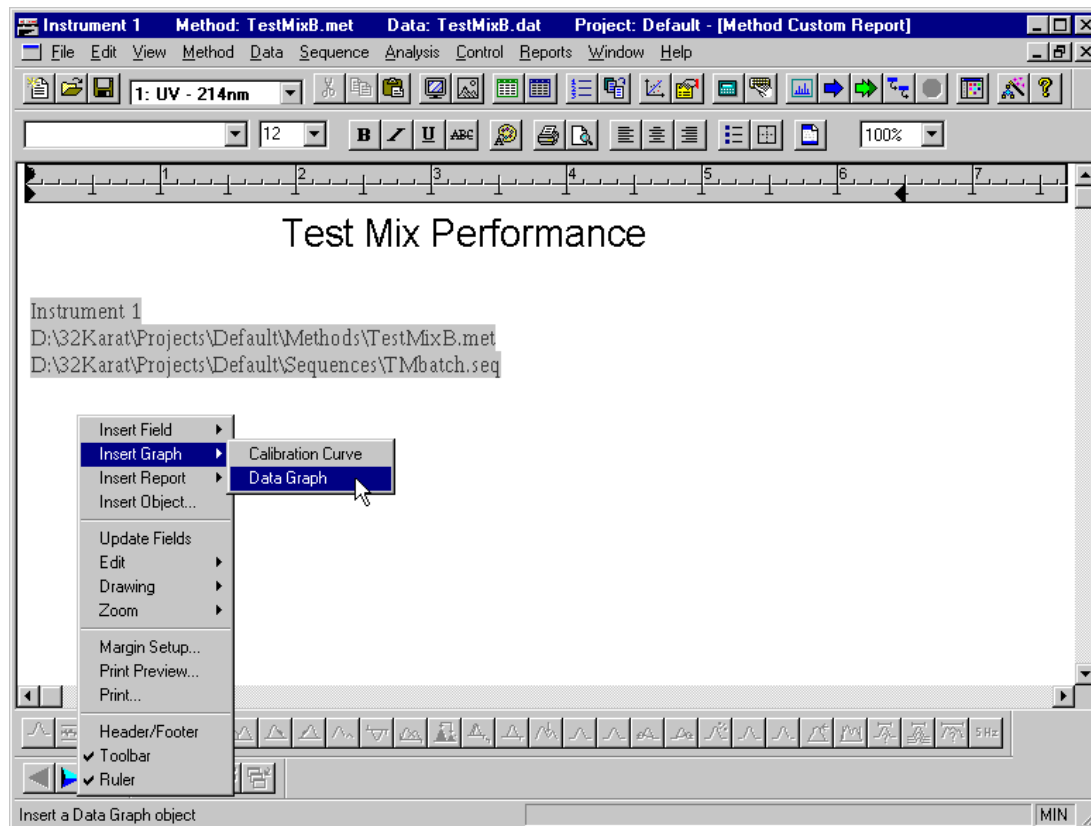 Instrument 1 Method: TestMixB.met Data: TestMixB.dat Project: Default - [Method Custom Report]
File Edit View Method Data Sequence Analysis Control Reports Window Help
1: UV - 214nm
12 B I U ABC 100%
1 2 3 4 5 6 7
Test Mix Performance
Instrument 1
D:\32Karat\Projects\Default\Methods\TestMixB.met
D:\32Karat\Projects\Default\Sequences\TMbatch.seq
Insert Field
Insert Graph
Calibration Curve
Insert Report
Data Graph
Insert Object...
Update Fields
Edit
Drawing
Zoom
Margin Setup...
Print Preview...
Print...
Header/Footer
Toolbar
Ruler
5 Hz
Insert a Data Graph object
MIN